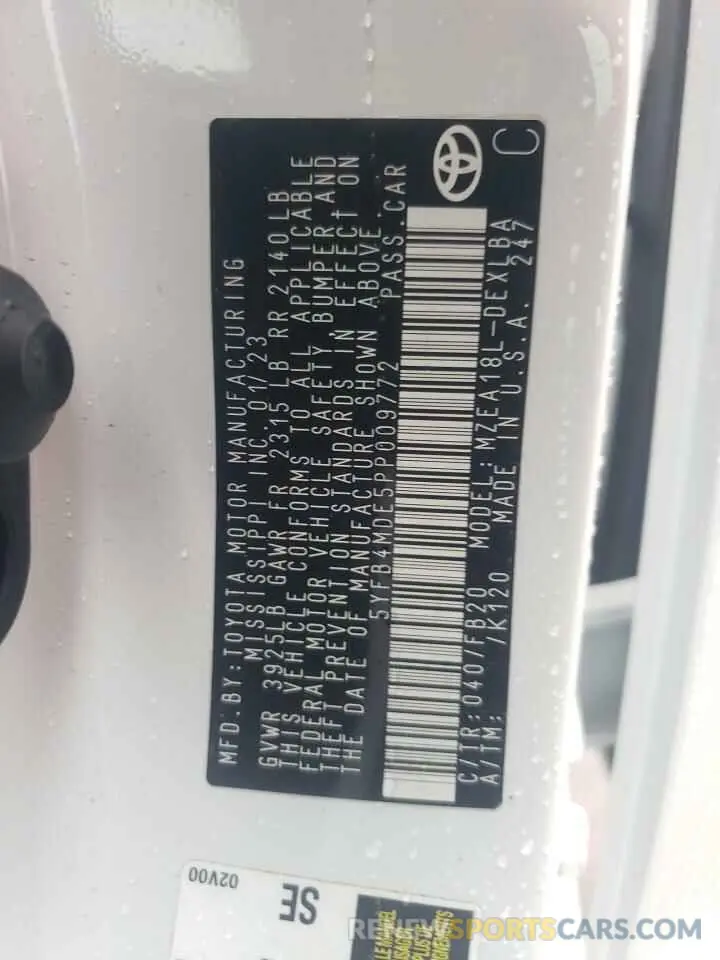 MFD. BY: TOYOTA MOTOR MANUFACTURING
MISSISSIPPI INC. 01/23
GVWR 3925LB GAWR FR 2315 LB RR 2140LB
THIS VEHICLE CONFORMS TO ALL APPLICABLE
FEDERAL MOTOR VEHICLE SAFETY, BUMPER, AND
THEFT PREVENTION STANDARDS IN EFFECT ON
THE DATE OF MANUFACTURE SHOWN ABOVE.
5YFB4MDE5PP009772 PASS. CAR
C/TR: 040/FB20 MODEL: MZEA18L-DEXLBA
A/TM: /K120 MADE IN U.S.A. 247
C
02V00
SE
RENEWSPORTSCARS.COM